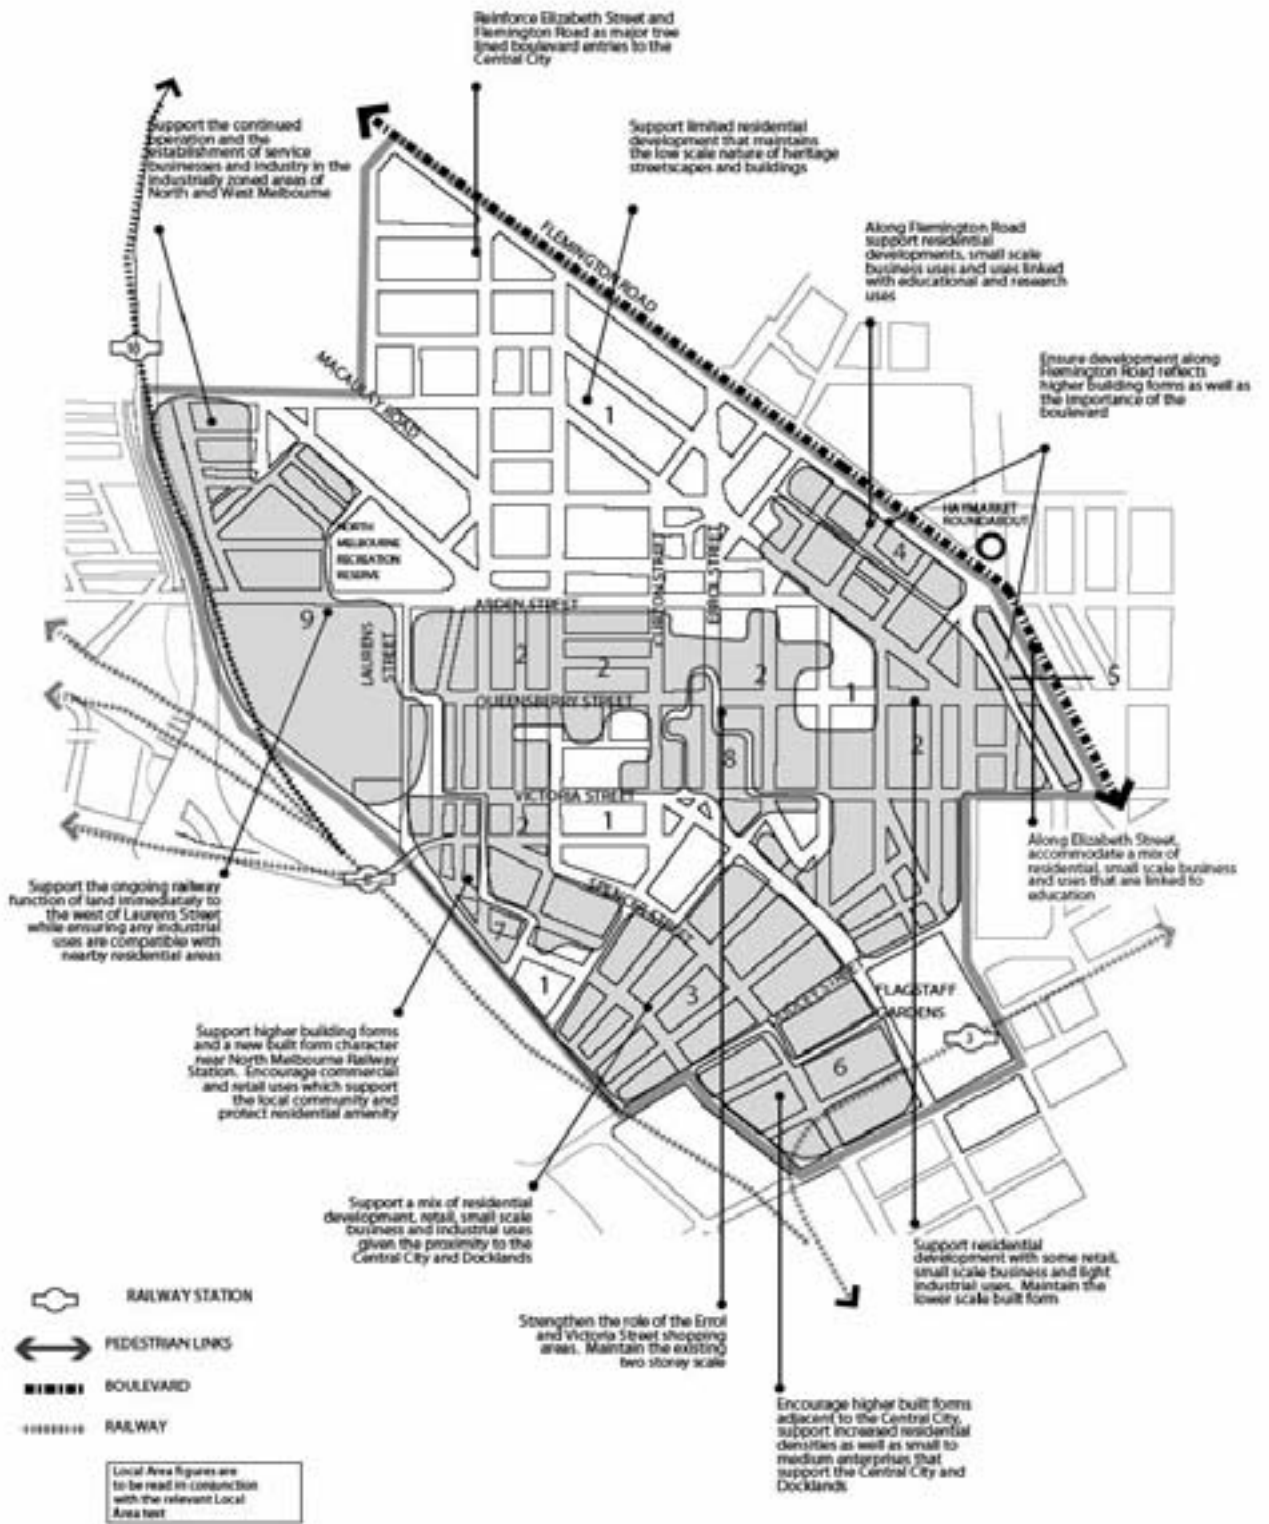 Reinforce Elizabeth Street and
Flemington Road as major tree
lined boulevard entries to the
Central City
Support the continued
operation and the
establishment of service
businesses and industry in the
industrially zoned areas of
North and West Melbourne
Support limited residential
development that maintains
the low scale nature of heritage
streetscapes and buildings
Along Flemington Road
support residential
developments, small scale
business uses and uses linked
with educational and research
uses
Ensure development along
Flemington Road reflects
higher building forms as well as
the importance of the
boulevard
FLEMINGTON ROAD
MACAULAY ROAD
10
1
HAYMARKET
ROUNDABOUT
4
NORTH
MELBOURNE
RECREATION
RESERVE
CURZON STREET
ERROL STREET
ARDEN STREET
9
LAURENS
STREET
2
2
2
1
5
QUEENSBERRY STREET
2
8
VICTORIA STREET
2
1
Along Elizabeth Street,
accommodate a mix of
residential, small scale business
and uses that are linked to
education
Support the ongoing railway
function of land immediately to
the west of Laurens Street
while ensuring any industrial
uses are compatible with
nearby residential areas
SPENCER STREET
7
1
3
STREET
FLAGSTAFF
GARDENS
3
6
Support higher building forms
and a new built form character
near North Melbourne Railway
Station. Encourage commercial
and retail uses which support
the local community and
protect residential amenity
Support a mix of residential
development, retail, small scale
business and industrial uses
given the proximity to the
Central City and Docklands
Support residential
development with some retail,
small scale business and light
industrial uses. Maintain the
lower scale built form
Strengthen the role of the Errol
and Victoria Street shopping
areas. Maintain the existing
two storey scale
Encourage higher built forms
adjacent to the Central City,
support increased residential
densities as well as small to
medium enterprises that
support the Central City and
Docklands
RAILWAY STATION
PEDESTRIAN LINKS
BOULEVARD
RAILWAY
Local Area figures are
to be read in conjunction
with the relevant Local
Area text